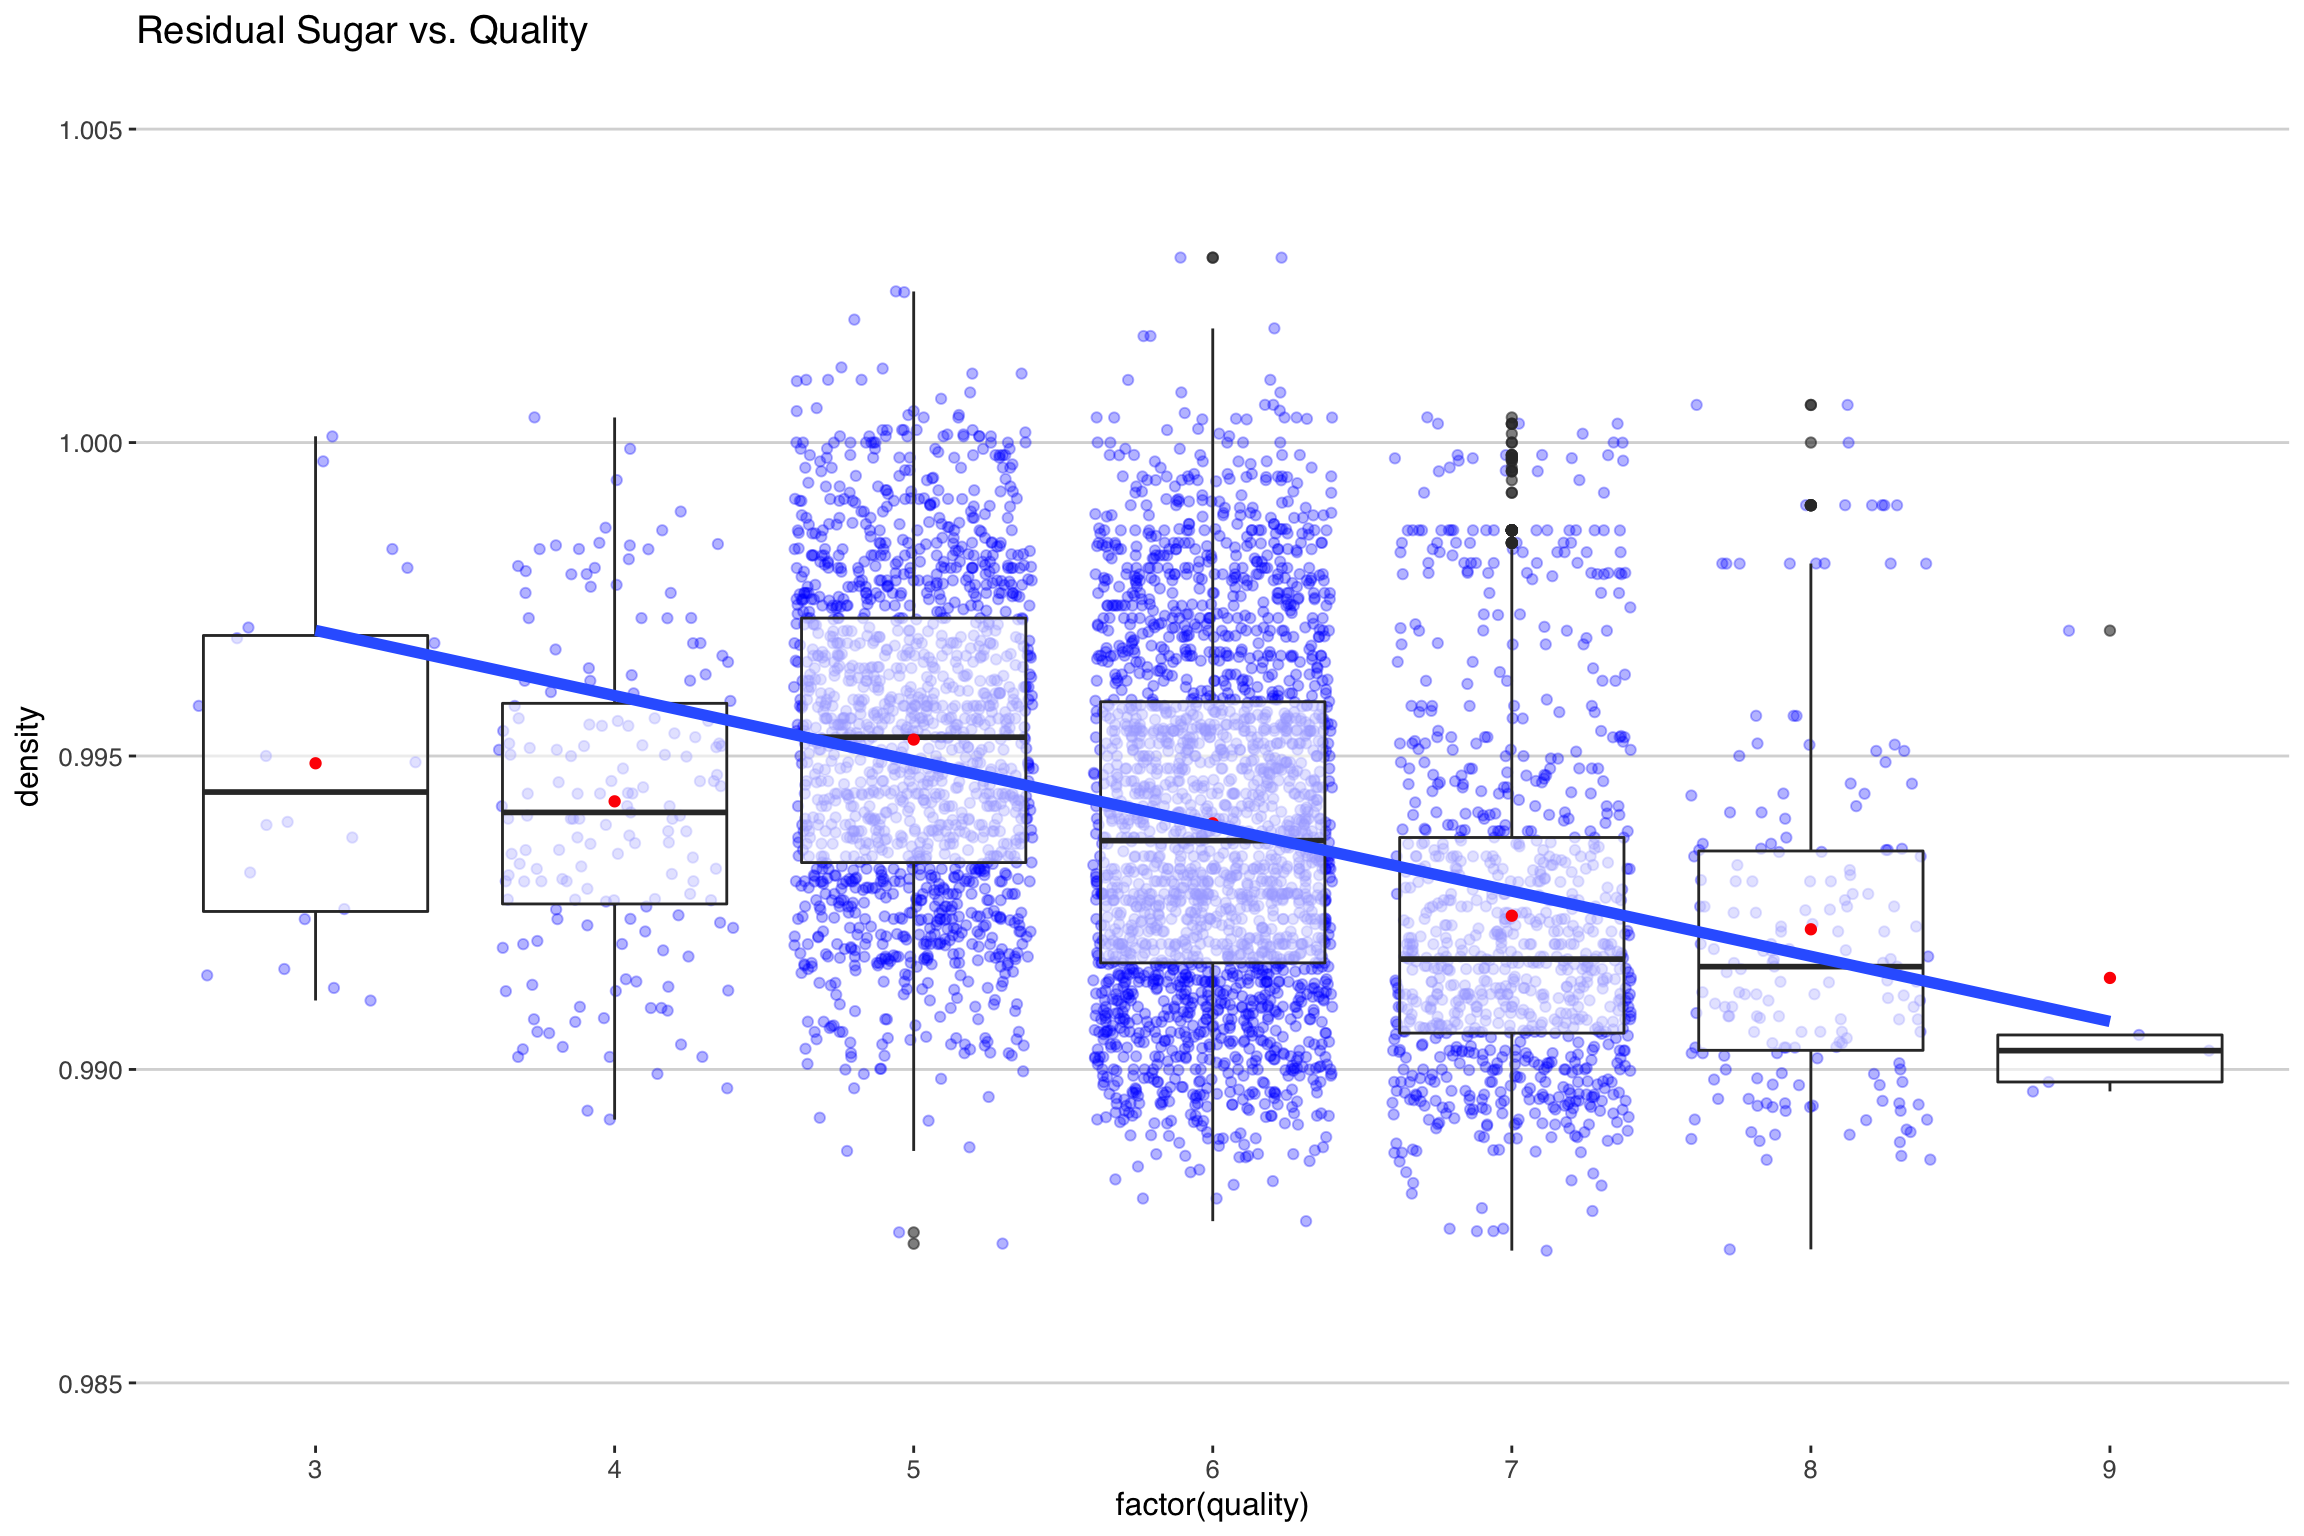 Residual Sugar vs. Quality
1.005
1.000
0.995
0.990
0.985
density
3 4 5 6 7 8 9
factor(quality)